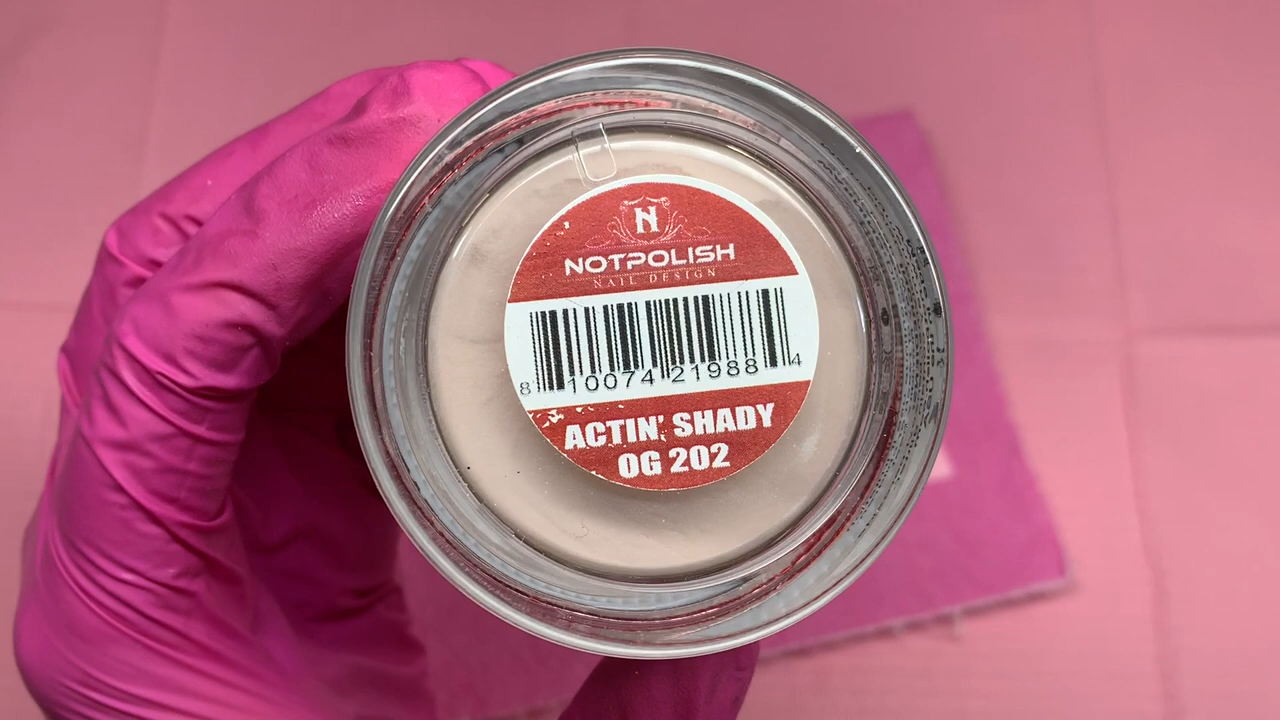 N
NOTPOLISH
NAIL DESIGN
8 10074 21988 4
ACTIN' SHADY
OG 202